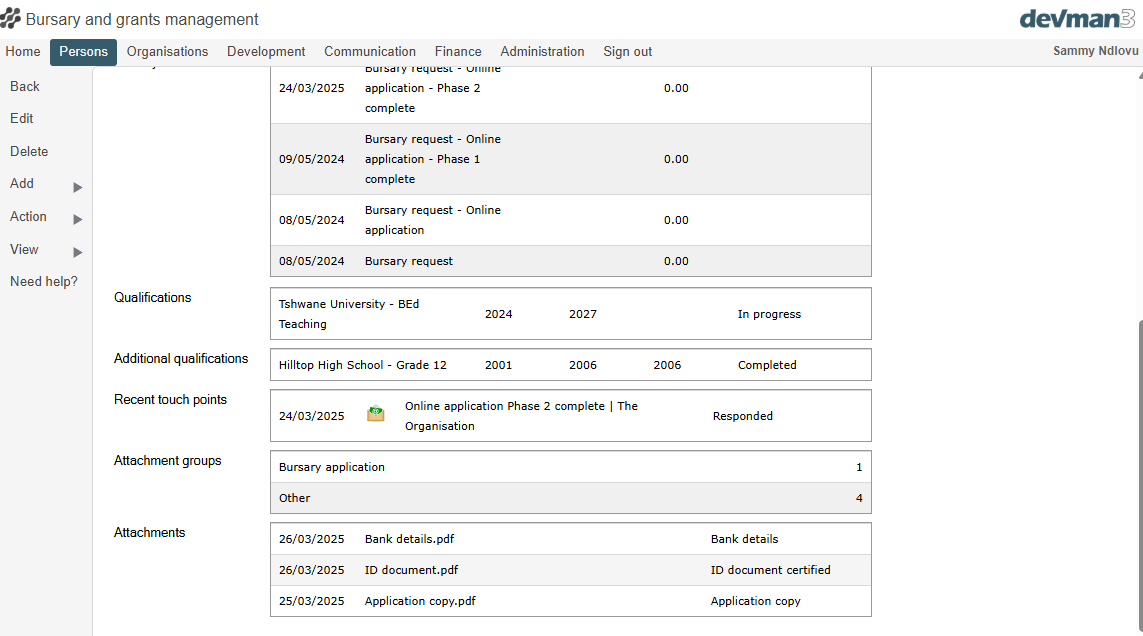 Bursary and grants management
devman3
Home Persons Organisations Development Communication Finance Administration Sign out Sammy Ndlovu
Back
Edit
Delete
Add
Action
View
Need help?
Bursary request - Online
24/03/2025 application - Phase 2 0.00
complete
Bursary request - Online
09/05/2024 application - Phase 1 0.00
complete
Bursary request - Online
08/05/2024 0.00
application
08/05/2024 Bursary request 0.00
Qualifications
Tshwane University - BEd
2024 2027 In progress
Teaching
Additional qualifications
Hilltop High School - Grade 12 2001 2006 2006 Completed
Recent touch points
Online application Phase 2 complete | The
24/03/2025 Responded
Organisation
Attachment groups
Bursary application 1
Other 4
Attachments
26/03/2025 Bank details.pdf Bank details
26/03/2025 ID document.pdf ID document certified
25/03/2025 Application copy.pdf Application copy